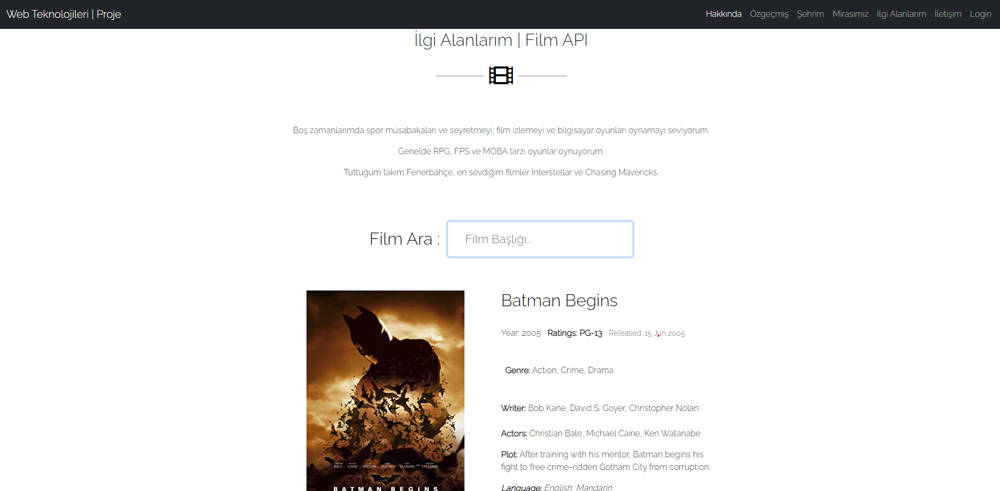 Web Teknolojileri | Proje
Hakkında Özgeçmiş Şehrim Mirasımız İlgi Alanlarım İletişim Login
İlgi Alanlarım | Film API
Boş zamanlarımda spor müsabakaları ve seyretmeyi, film izlemeyi ve bilgisayar oyunları oynamayı seviyorum.
Genelde RPG, FPS ve MOBA tarzı oyunlar oynuyorum.
Tuttuğum takım Fenerbahçe, en sevdiğim filmler Interstellar ve Chasing Mavericks.
Film Ara : Film Başlığı..
Batman Begins
Year: 2005 Ratings: PG-13 Released: 15 Jun 2005
Genre: Action, Crime, Drama
Writer: Bob Kane, David S. Goyer, Christopher Nolan
Actors: Christian Bale, Michael Caine, Ken Watanabe
Plot: After training with his mentor, Batman begins his
fight to free crime-ridden Gotham City from corruption.
Language: English, Mandarin
BALE CAINE NEESON HOLMES OLDMAN FREEMAN
BATMAN BEGINS